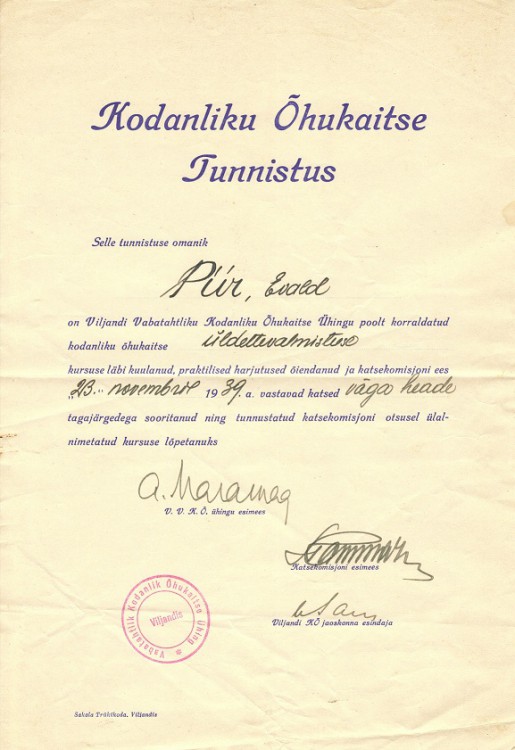 Kodanliku Õhukaitse
Tunnistus
Selle tunnistuse omanik
Piir, Evald
on Viljandi Vabatahtliku Kodanliku Õhukaitse Ühingu poolt korraldatud
kodanliku õhukaitse üldettevalmistuse
kursuse läbi kuulanud, praktilised harjutused õiendanud ja katsekomisjoni ees
"23." novembril 1939. a. vastavad katsed väga heade
tagajärgedega sooritanud ning tunnustatud katsekomisjoni otsusel ülal-
nimetatud kursuse lõpetanuks
A. Maramaa
V. V. K. Õ. ühingu esimees
Katsekomisjoni esimees
Viljandi KÕ jaoskonna esindaja
Vabatahtlik Kodanlik Õhukaitse Ühing
Viljandis
Sakala Trükikoda, Viljandis